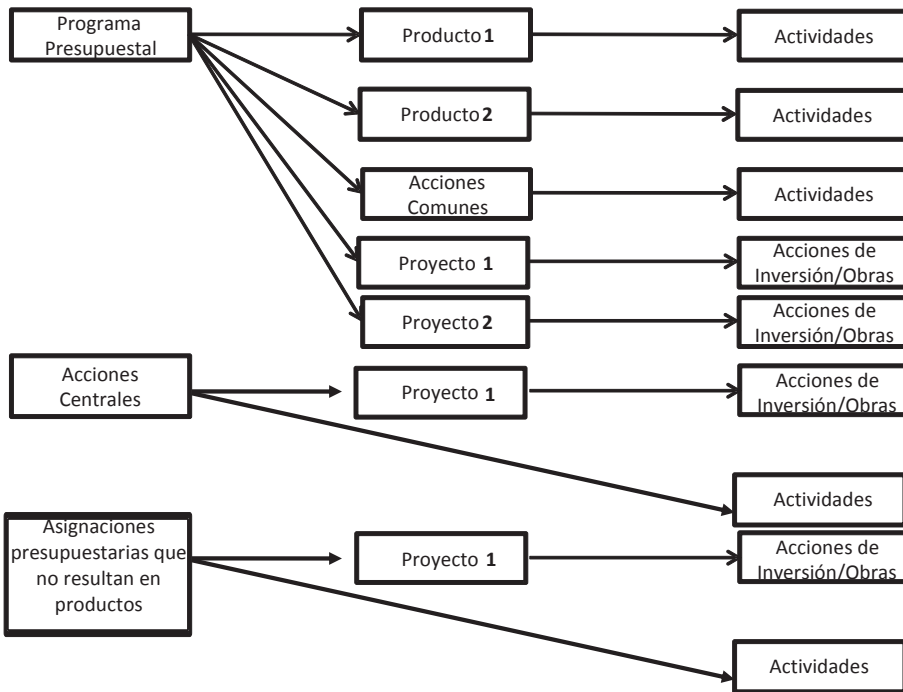 Programa
Presupuestal
Producto 1
Actividades
Producto 2
Actividades
Acciones
Comunes
Actividades
Proyecto 1
Acciones de
Inversión/Obras
Proyecto 2
Acciones de
Inversión/Obras
Acciones
Centrales
Proyecto 1
Acciones de
Inversión/Obras
Actividades
Asignaciones
presupuestarias que
no resultan en
productos
Proyecto 1
Acciones de
Inversión/Obras
Actividades